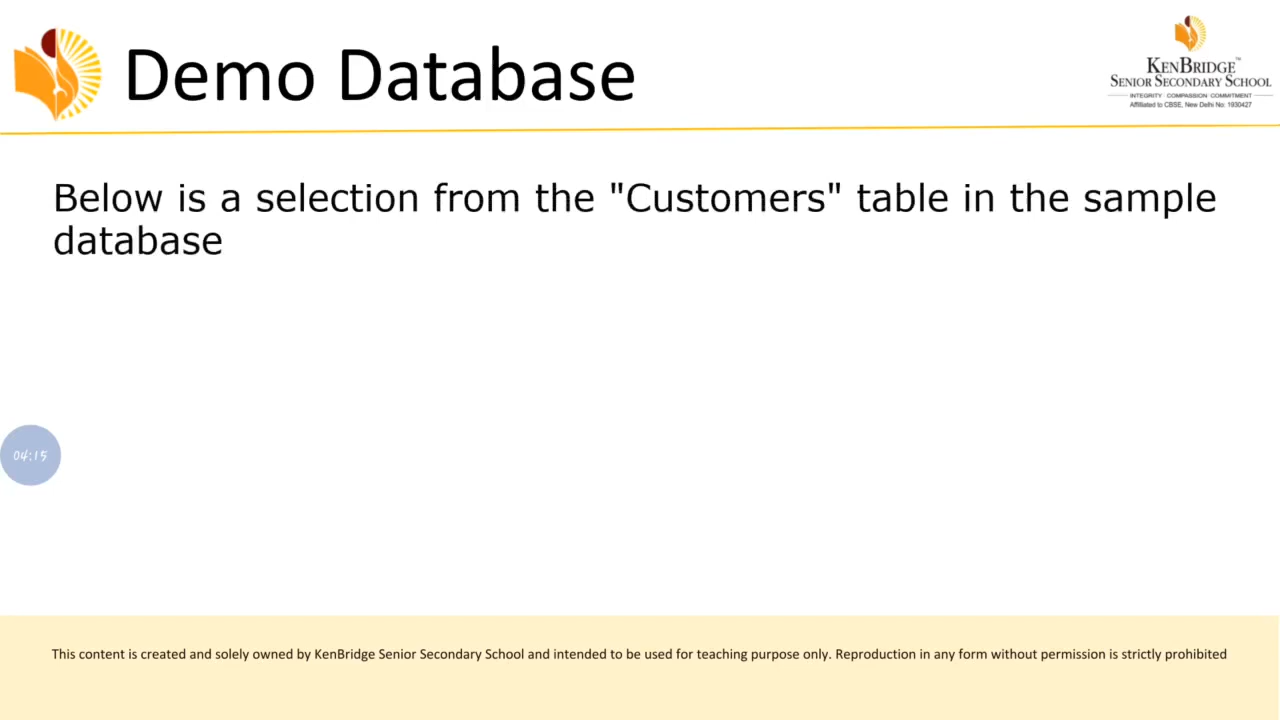 Demo Database
KENBRIDGE™
SENIOR SECONDARY SCHOOL
INTEGRITY COMPASSION COMMITMENT
Affiliated to CBSE, New Delhi No: 1930427
Below is a selection from the "Customers" table in the sample
database
04:15
This content is created and solely owned by KenBridge Senior Secondary School and intended to be used for teaching purpose only. Reproduction in any form without permission is strictly prohibited